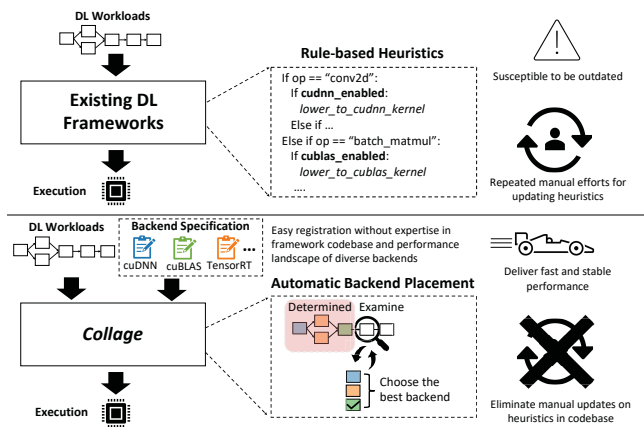 DL Workloads
Existing DL
Frameworks
Execution
Rule-based Heuristics
If op == “conv2d”:
If cudnn_enabled:
lower_to_cudnn_kernel
Else if …
Else if op == “batch_matmul”:
If cublas_enabled:
lower_to_cublas_kernel
….
Susceptible to be outdated
Repeated manual efforts for
updating heuristics
DL Workloads
Backend Specification
cuDNN cuBLAS TensorRT
...
Easy registration without expertise in
framework codebase and performance
landscape of diverse backends
Collage
Execution
Automatic Backend Placement
Determined Examine
Choose the
best backend
Deliver fast and stable
performance
Eliminate manual updates on
heuristics in codebase